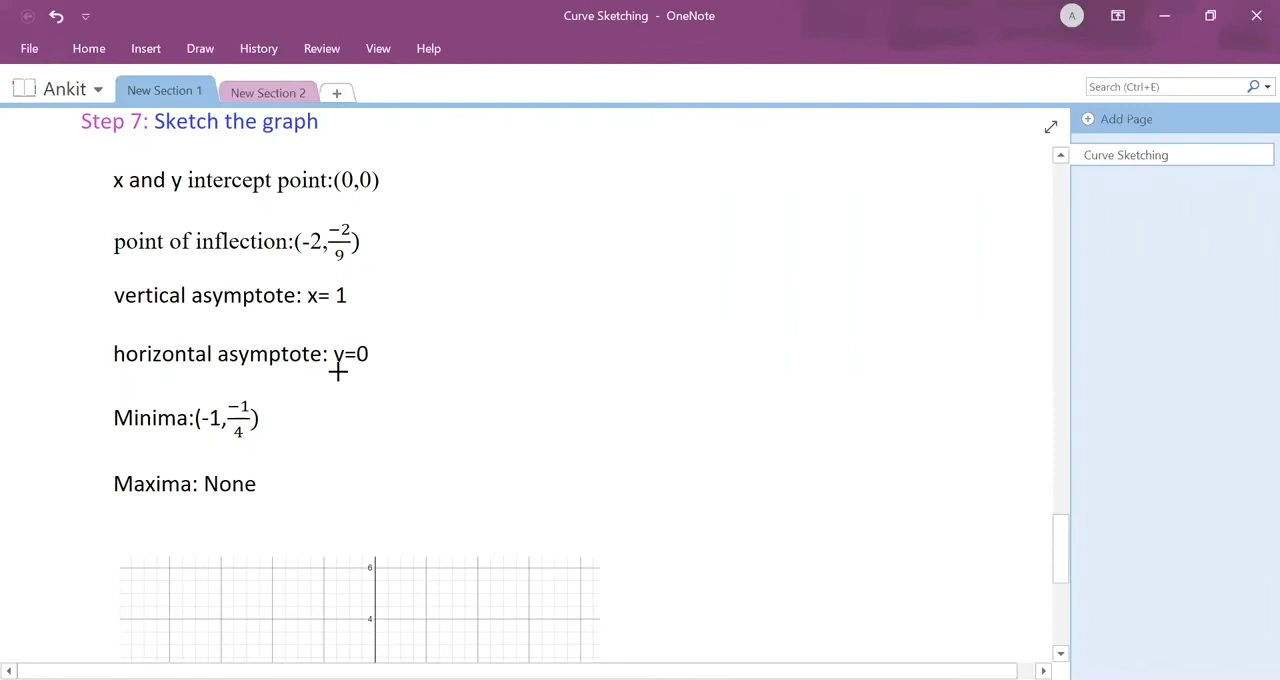 Curve Sketching - OneNote
A
File Home Insert Draw History Review View Help
Ankit New Section 1 New Section 2 +
Search (Ctrl+E)
Add Page
Curve Sketching
Step 7: Sketch the graph
x and y intercept point:(0,0)
point of inflection:(-2,−2/9)
vertical asymptote: x= 1
horizontal asymptote: y=0
Minima:(-1,−1/4)
Maxima: None
6
4